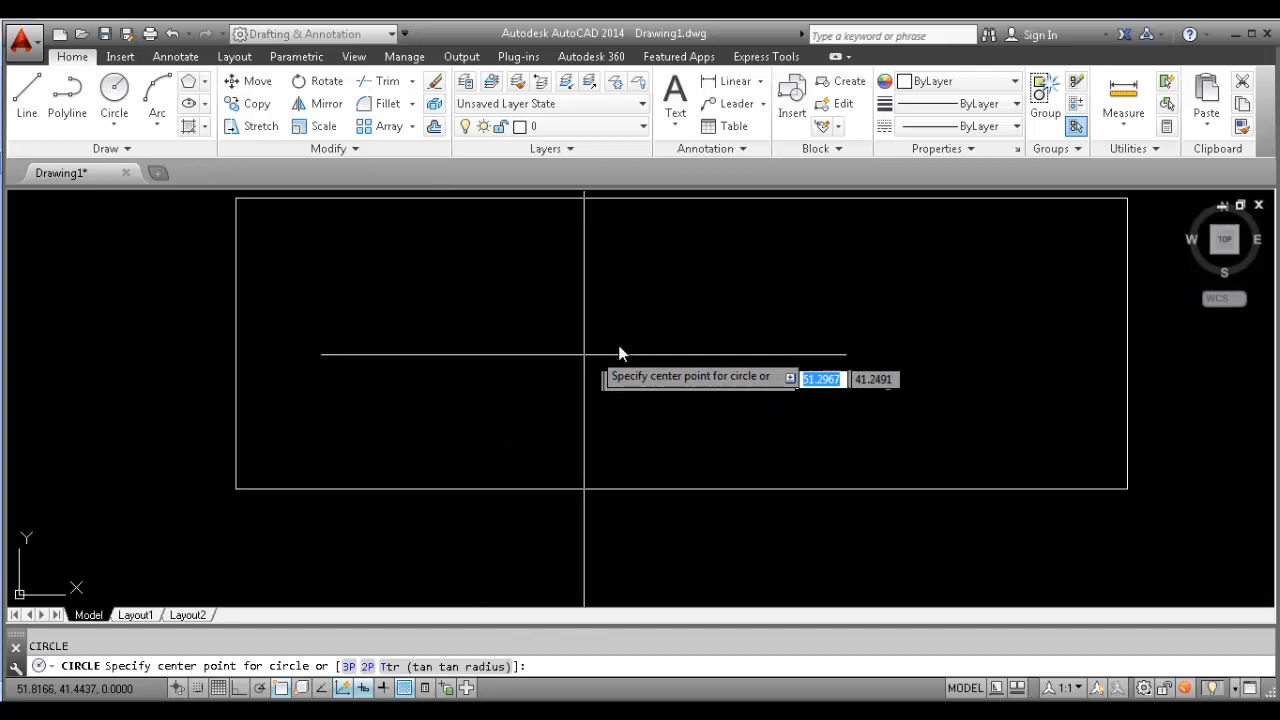 Drafting & Annotation
Autodesk AutoCAD 2014 Drawing1.dwg
Type a keyword or phrase
Sign In
Home Insert Annotate Layout Parametric View Manage Output Plug-ins Autodesk 360 Featured Apps Express Tools
Line Polyline Circle Arc
Move Rotate Trim
Copy Mirror Fillet
Stretch Scale Array
Unsaved Layer State
0
Text
Linear
Leader
Table
Insert
Create
Edit
ByLayer
ByLayer
ByLayer
Group
Measure
Paste
Draw Modify Layers Annotation Block Properties Groups Utilities Clipboard
Drawing1*
N
W TOP E
S
WCS
Specify center point for circle or 51.2967 41.2491
Y
X
Model Layout1 Layout2
CIRCLE
CIRCLE Specify center point for circle or [3P 2P Ttr (tan tan radius)]:
51.8166, 41.4437, 0.0000
MODEL 1:1